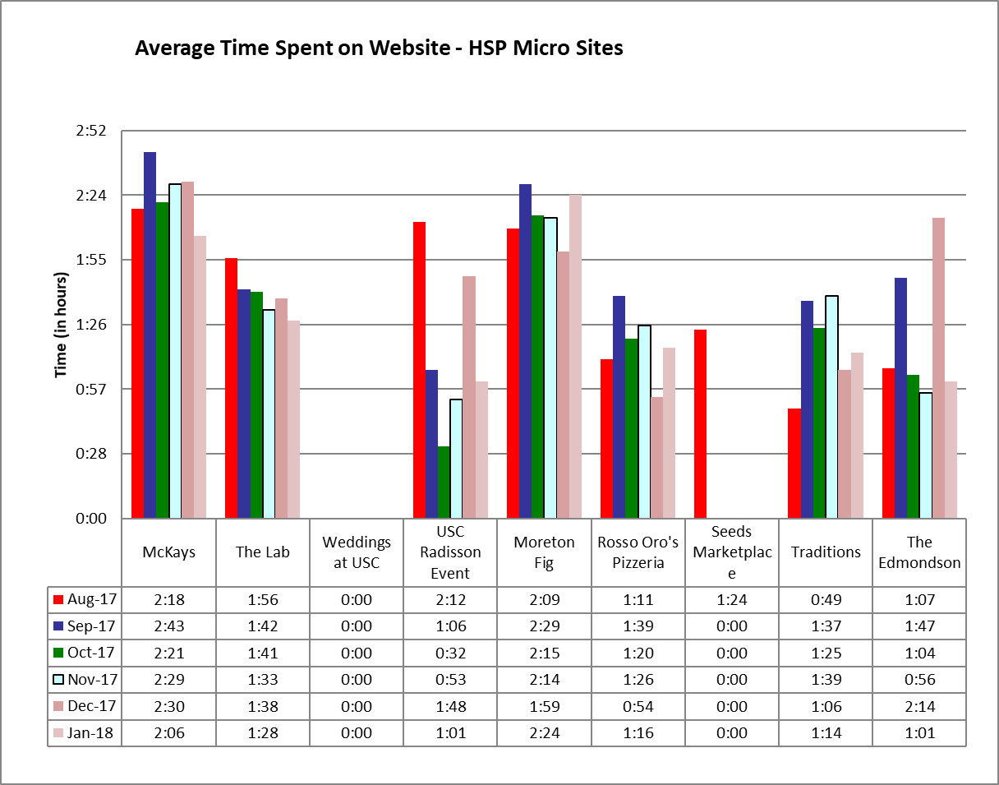 Average Time Spent on Website - HSP Micro Sites
Time (in hours)
2:52
2:24
1:55
1:26
0:57
0:28
0:00
McKays
The Lab
Weddings
at USC
USC
Radisson
Event
Moreton
Fig
Rosso Oro's
Pizzeria
Seeds
Marketplac
e
Traditions
The
Edmondson
Aug-17 2:18 1:56 0:00 2:12 2:09 1:11 1:24 0:49 1:07
Sep-17 2:43 1:42 0:00 1:06 2:29 1:39 0:00 1:37 1:47
Oct-17 2:21 1:41 0:00 0:32 2:15 1:20 0:00 1:25 1:04
Nov-17 2:29 1:33 0:00 0:53 2:14 1:26 0:00 1:39 0:56
Dec-17 2:30 1:38 0:00 1:48 1:59 0:54 0:00 1:06 2:14
Jan-18 2:06 1:28 0:00 1:01 2:24 1:16 0:00 1:14 1:01